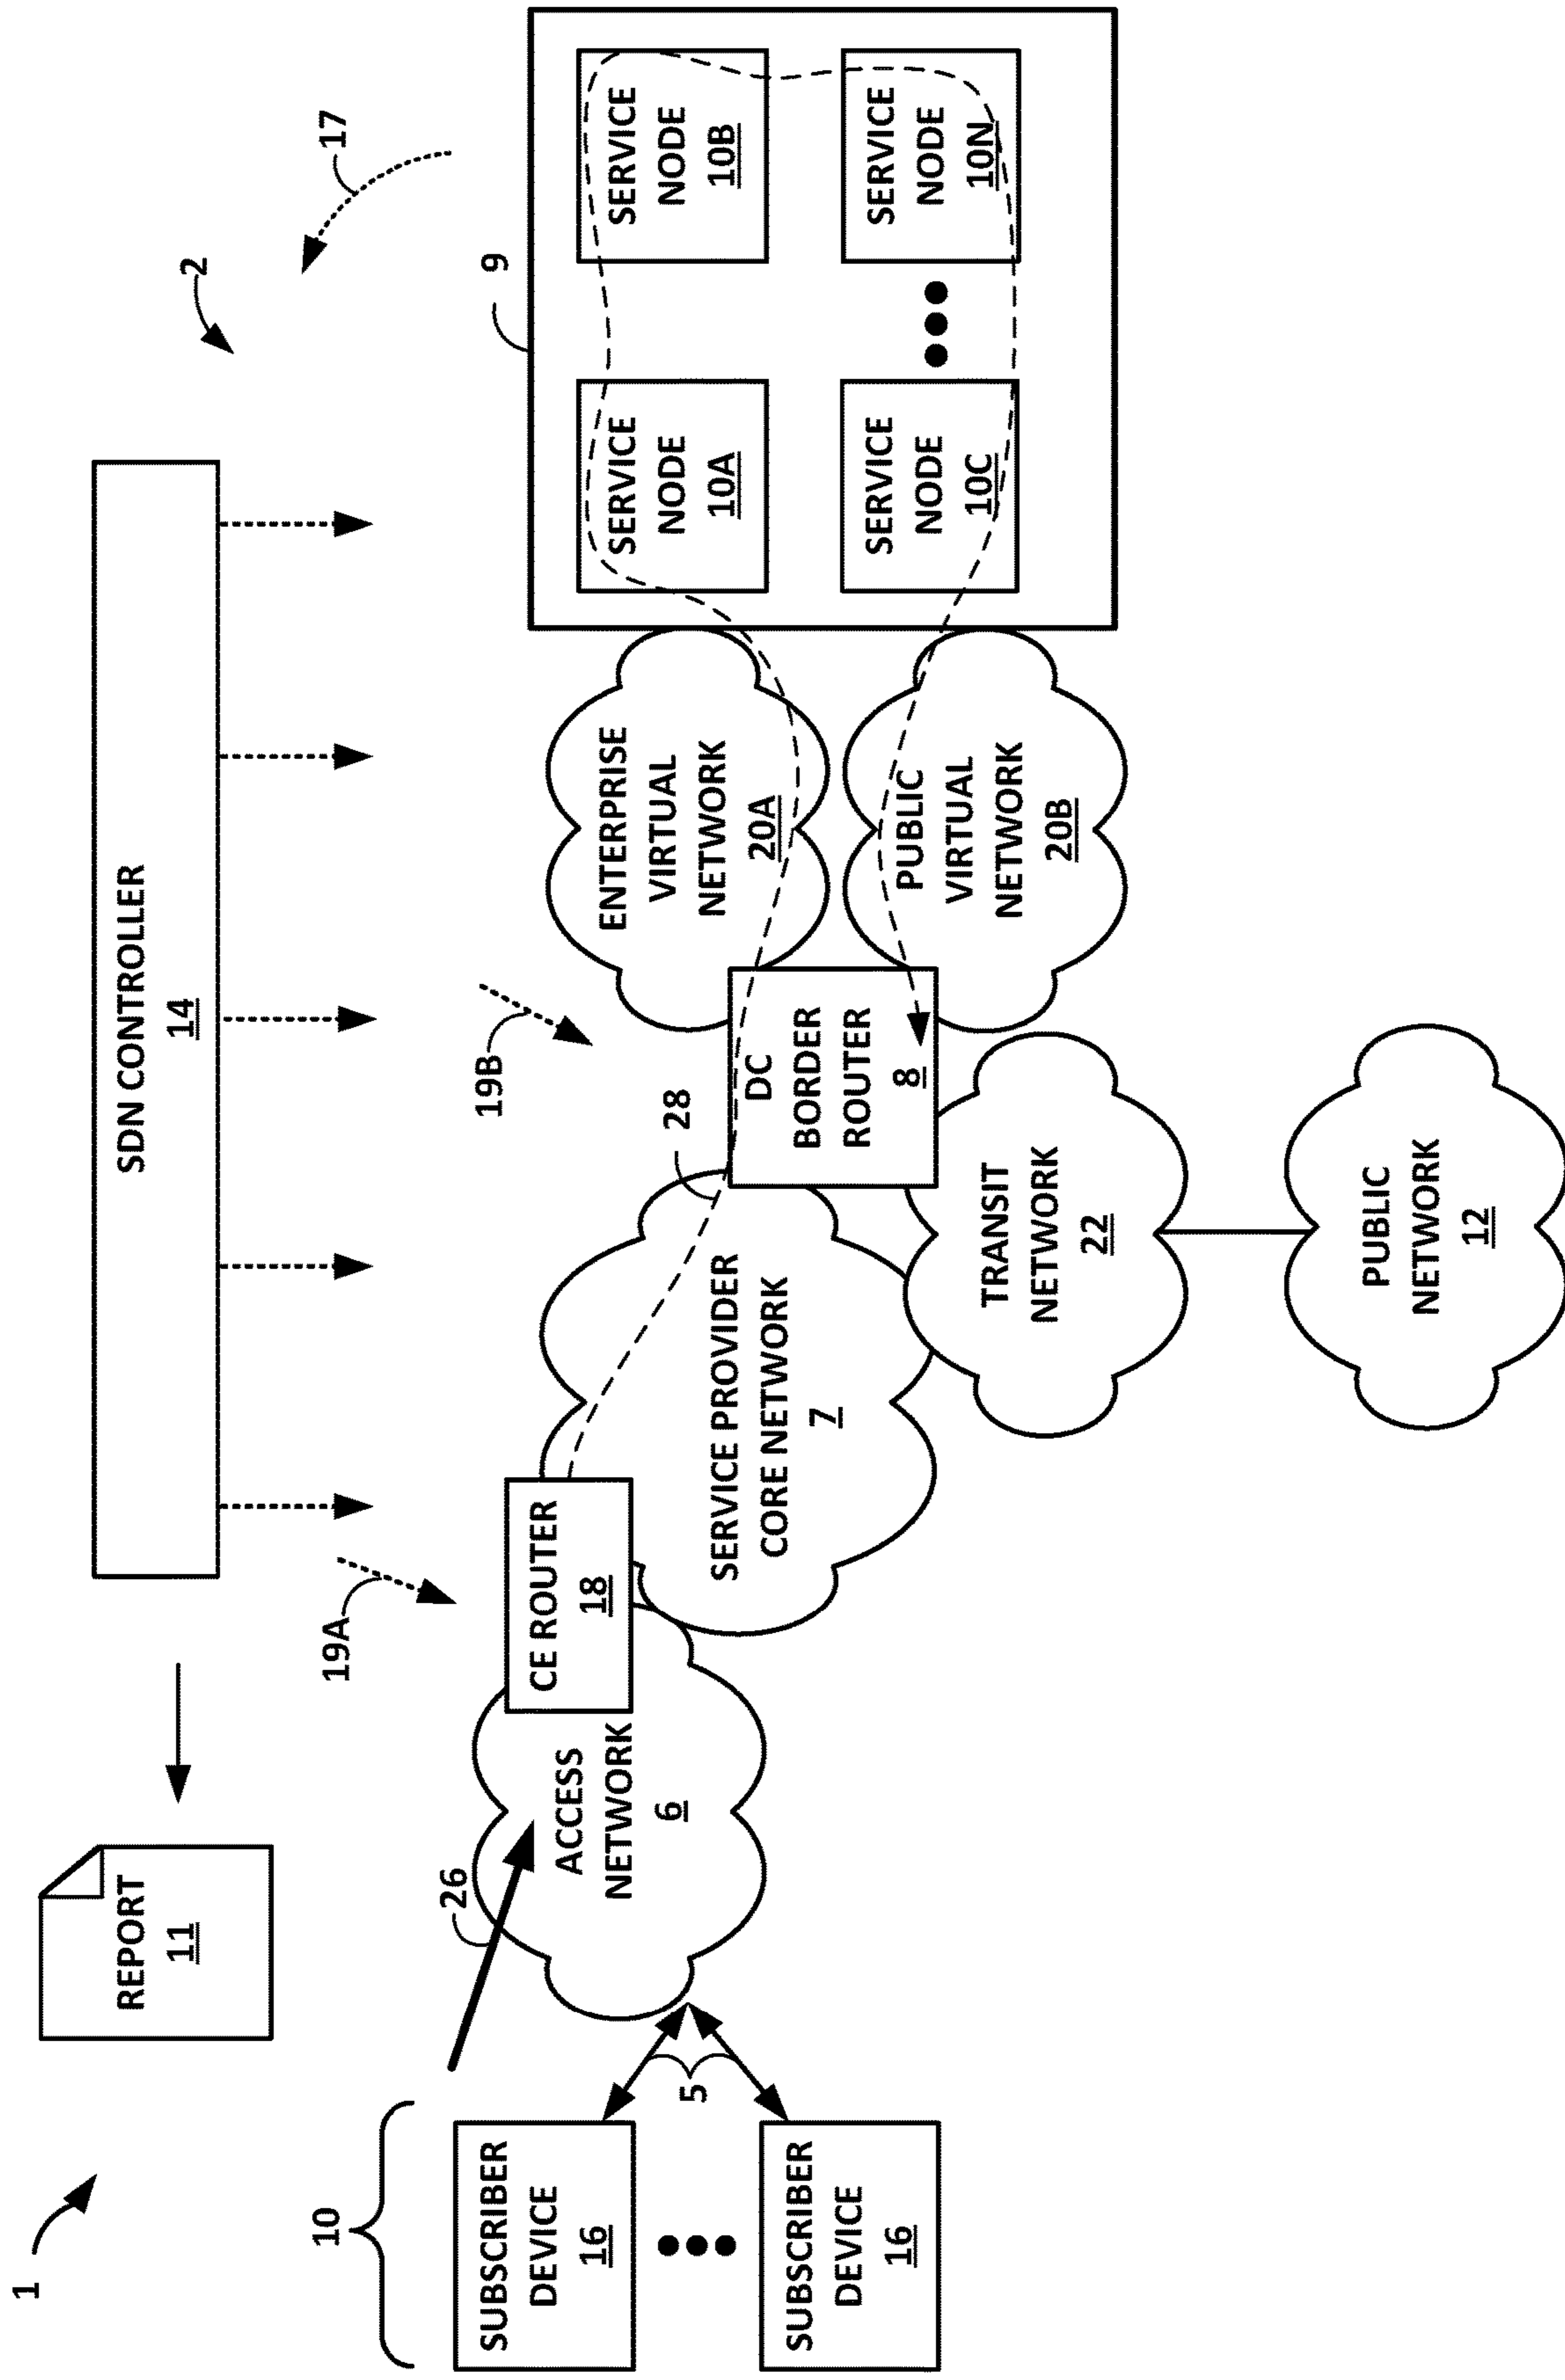 1
REPORT
11
SDN CONTROLLER
14
2
17
10
26
19A
19B
9
SUBSCRIBER
DEVICE
16
SUBSCRIBER
DEVICE
16
5
ACCESS
NETWORK
6
CE ROUTER
18
SERVICE PROVIDER
CORE NETWORK
7
28
DC
BORDER
ROUTER
8
ENTERPRISE
VIRTUAL
NETWORK
20A
PUBLIC
VIRTUAL
NETWORK
20B
SERVICE
NODE
10A
SERVICE
NODE
10B
SERVICE
NODE
10C
SERVICE
NODE
10N
TRANSIT
NETWORK
22
PUBLIC
NETWORK
12